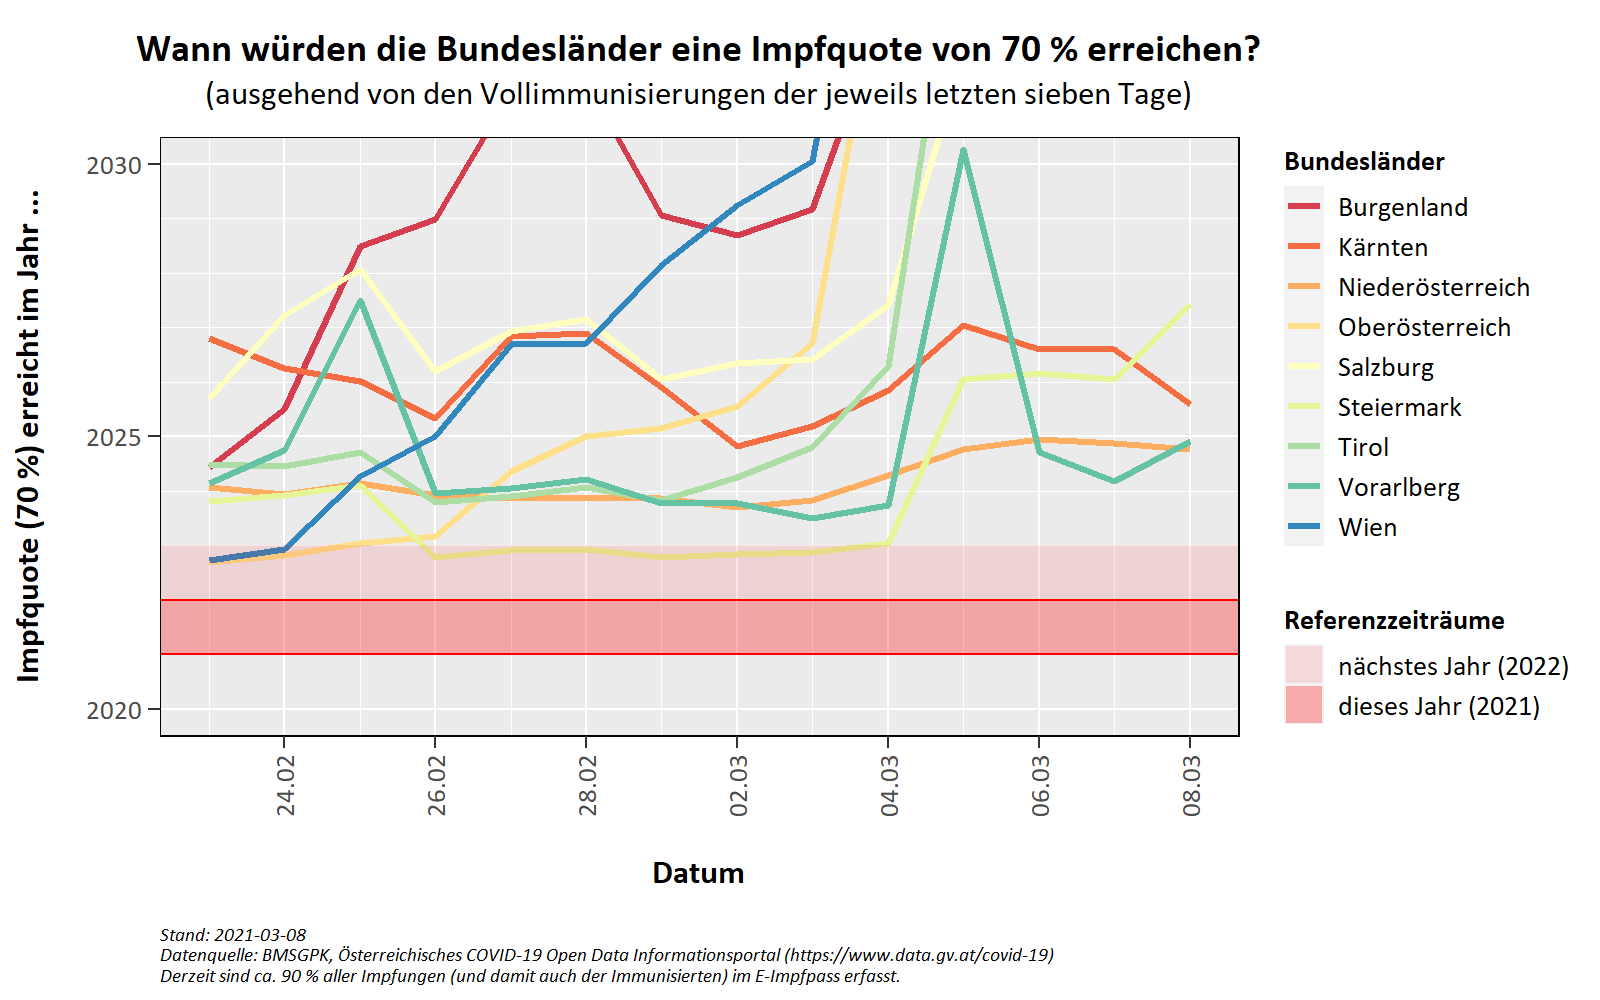 Wann würden die Bundesländer eine Impfquote von 70 % erreichen?
(ausgehend von den Vollimmunisierungen der jeweils letzten sieben Tage)
Impfquote (70 %) erreicht im Jahr ...
2030
2025
2020
24.02
26.02
28.02
02.03
04.03
06.03
08.03
Datum
Bundesländer
Burgenland
Kärnten
Niederösterreich
Oberösterreich
Salzburg
Steiermark
Tirol
Vorarlberg
Wien
Referenzzeiträume
nächstes Jahr (2022)
dieses Jahr (2021)
Stand: 2021-03-08
Datenquelle: BMSGPK, Österreichisches COVID-19 Open Data Informationsportal (https://www.data.gv.at/covid-19)
Derzeit sind ca. 90 % aller Impfungen (und damit auch der Immunisierten) im E-Impfpass erfasst.